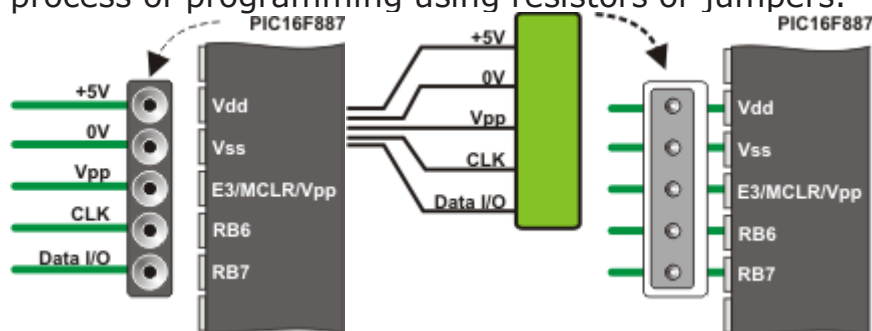 process of programming using resistors or jumpers.
PIC16F887
+5V
0V
Vpp
CLK
Data I/O
Vdd
Vss
E3/MCLR/Vpp
RB6
RB7
+5V
0V
Vpp
CLK
Data I/O
PIC16F887
Vdd
Vss
E3/MCLR/Vpp
RB6
RB7